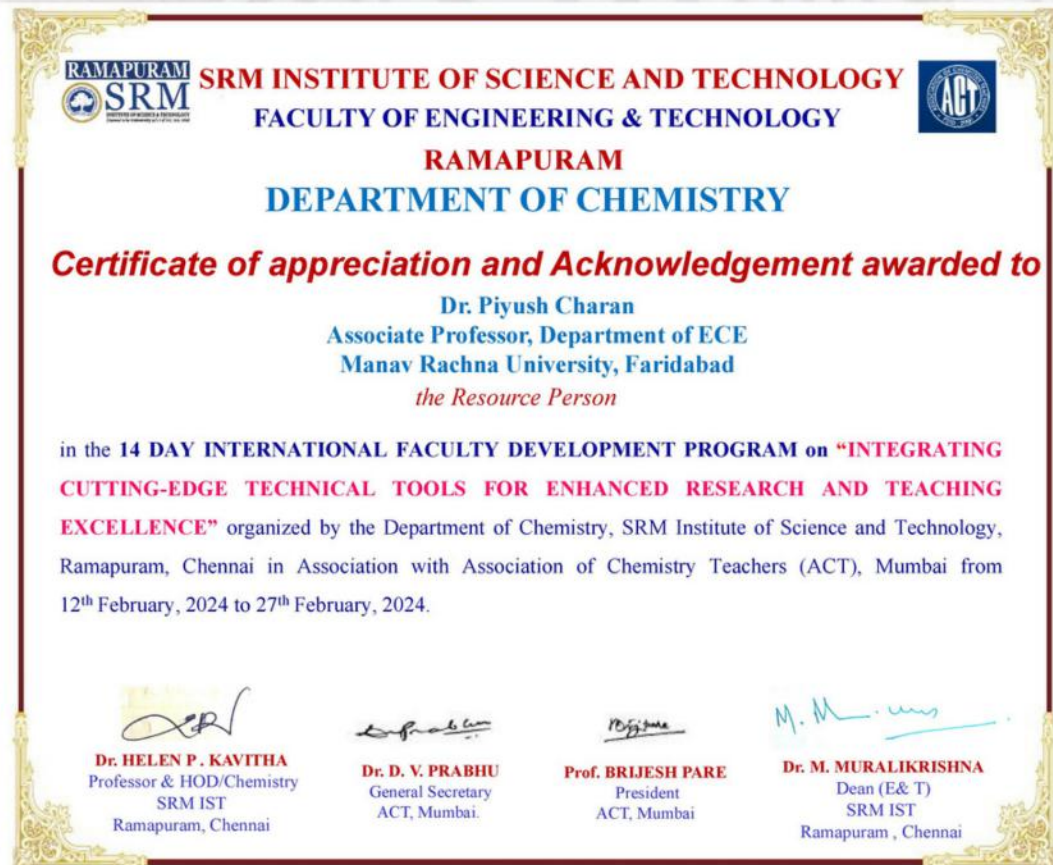 RAMAPURAM
SRM
SRM INSTITUTE OF SCIENCE AND TECHNOLOGY
ACT
FACULTY OF ENGINEERING & TECHNOLOGY
RAMAPURAM
DEPARTMENT OF CHEMISTRY
Certificate of appreciation and Acknowledgement awarded to
Dr. Piyush Charan
Associate Professor, Department of ECE
Manav Rachna University, Faridabad
the Resource Person
in the 14 DAY INTERNATIONAL FACULTY DEVELOPMENT PROGRAM on “INTEGRATING
CUTTING-EDGE TECHNICAL TOOLS FOR ENHANCED RESEARCH AND TEACHING
EXCELLENCE” organized by the Department of Chemistry, SRM Institute of Science and Technology,
Ramapuram, Chennai in Association with Association of Chemistry Teachers (ACT), Mumbai from
12th February, 2024 to 27th February, 2024.
Dr. HELEN P . KAVITHA
Professor & HOD/Chemistry
SRM IST
Ramapuram, Chennai
Dr. D. V. PRABHU
General Secretary
ACT, Mumbai.
Prof. BRIJESH PARE
President
ACT, Mumbai
Dr. M. MURALIKRISHNA
Dean (E& T)
SRM IST
Ramapuram , Chennai